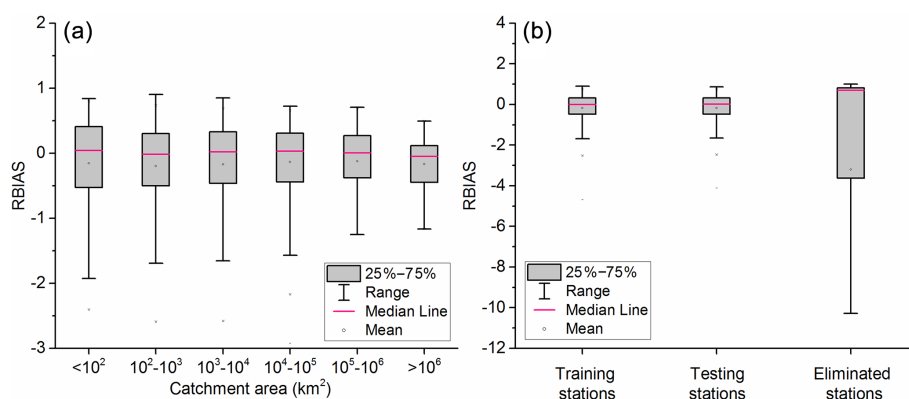 (a)
RBIAS
2
1
0
-1
-2
-3
<10²
10²-10³
10³-10⁴
10⁴-10⁵
10⁵-10⁶
>10⁶
Catchment area (km²)
25%–75%
Range
Median Line
Mean
(b)
RBIAS
4
2
0
-2
-4
-6
-8
-10
-12
Training
stations
Testing
stations
Eliminated
stations
25%–75%
Range
Median Line
Mean